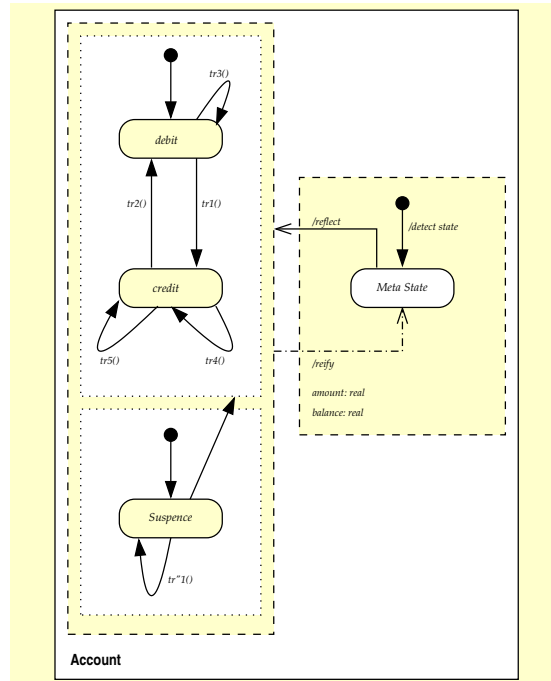 tr3()
debit
tr2()
tr1()
credit
tr5()
tr4()
Suspence
tr"1()
/reflect
/detect state
Meta State
/reify
amount: real
balance: real
Account